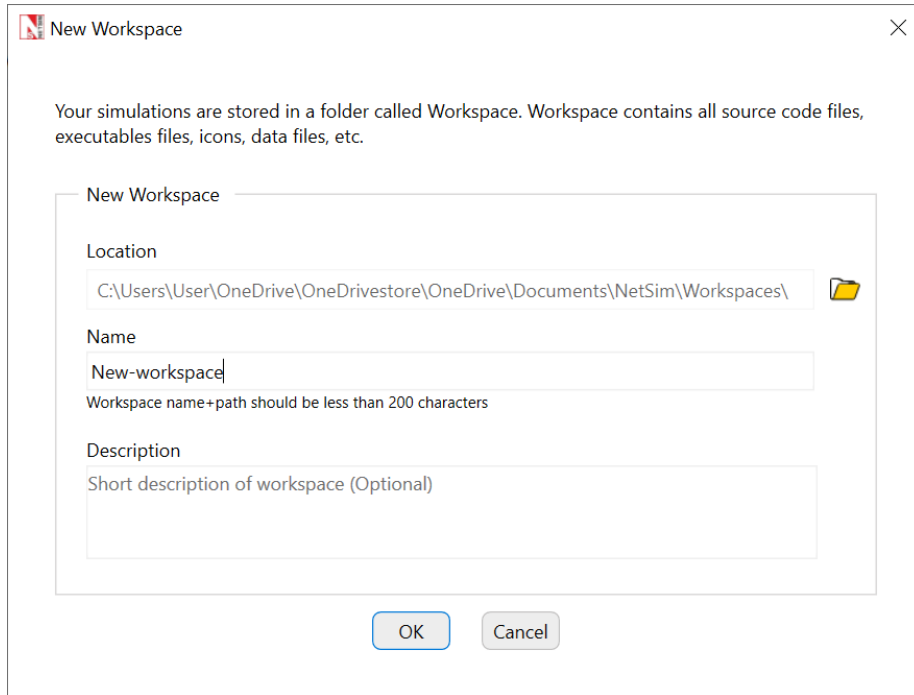 New Workspace
Your simulations are stored in a folder called Workspace. Workspace contains all source code files,
executables files, icons, data files, etc.
New Workspace
Location
C:\Users\User\OneDrive\OneDrivestore\OneDrive\Documents\NetSim\Workspaces\
Name
New-workspace
Workspace name+path should be less than 200 characters
Description
Short description of workspace (Optional)
OK
Cancel